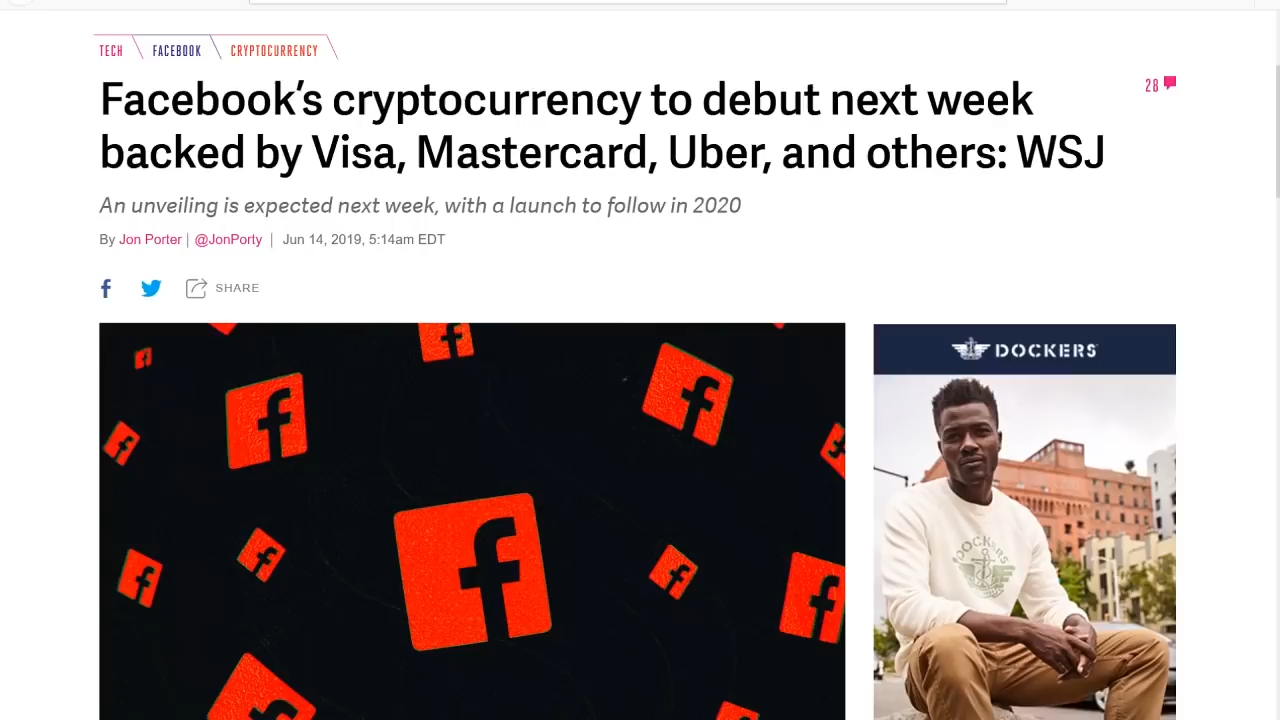 TECH FACEBOOK CRYPTOCURRENCY
Facebook's cryptocurrency to debut next week
backed by Visa, Mastercard, Uber, and others: WSJ
28
An unveiling is expected next week, with a launch to follow in 2020
By Jon Porter | @JonPorty | Jun 14, 2019, 5:14am EDT
SHARE
DOCKERS
DOCKERS